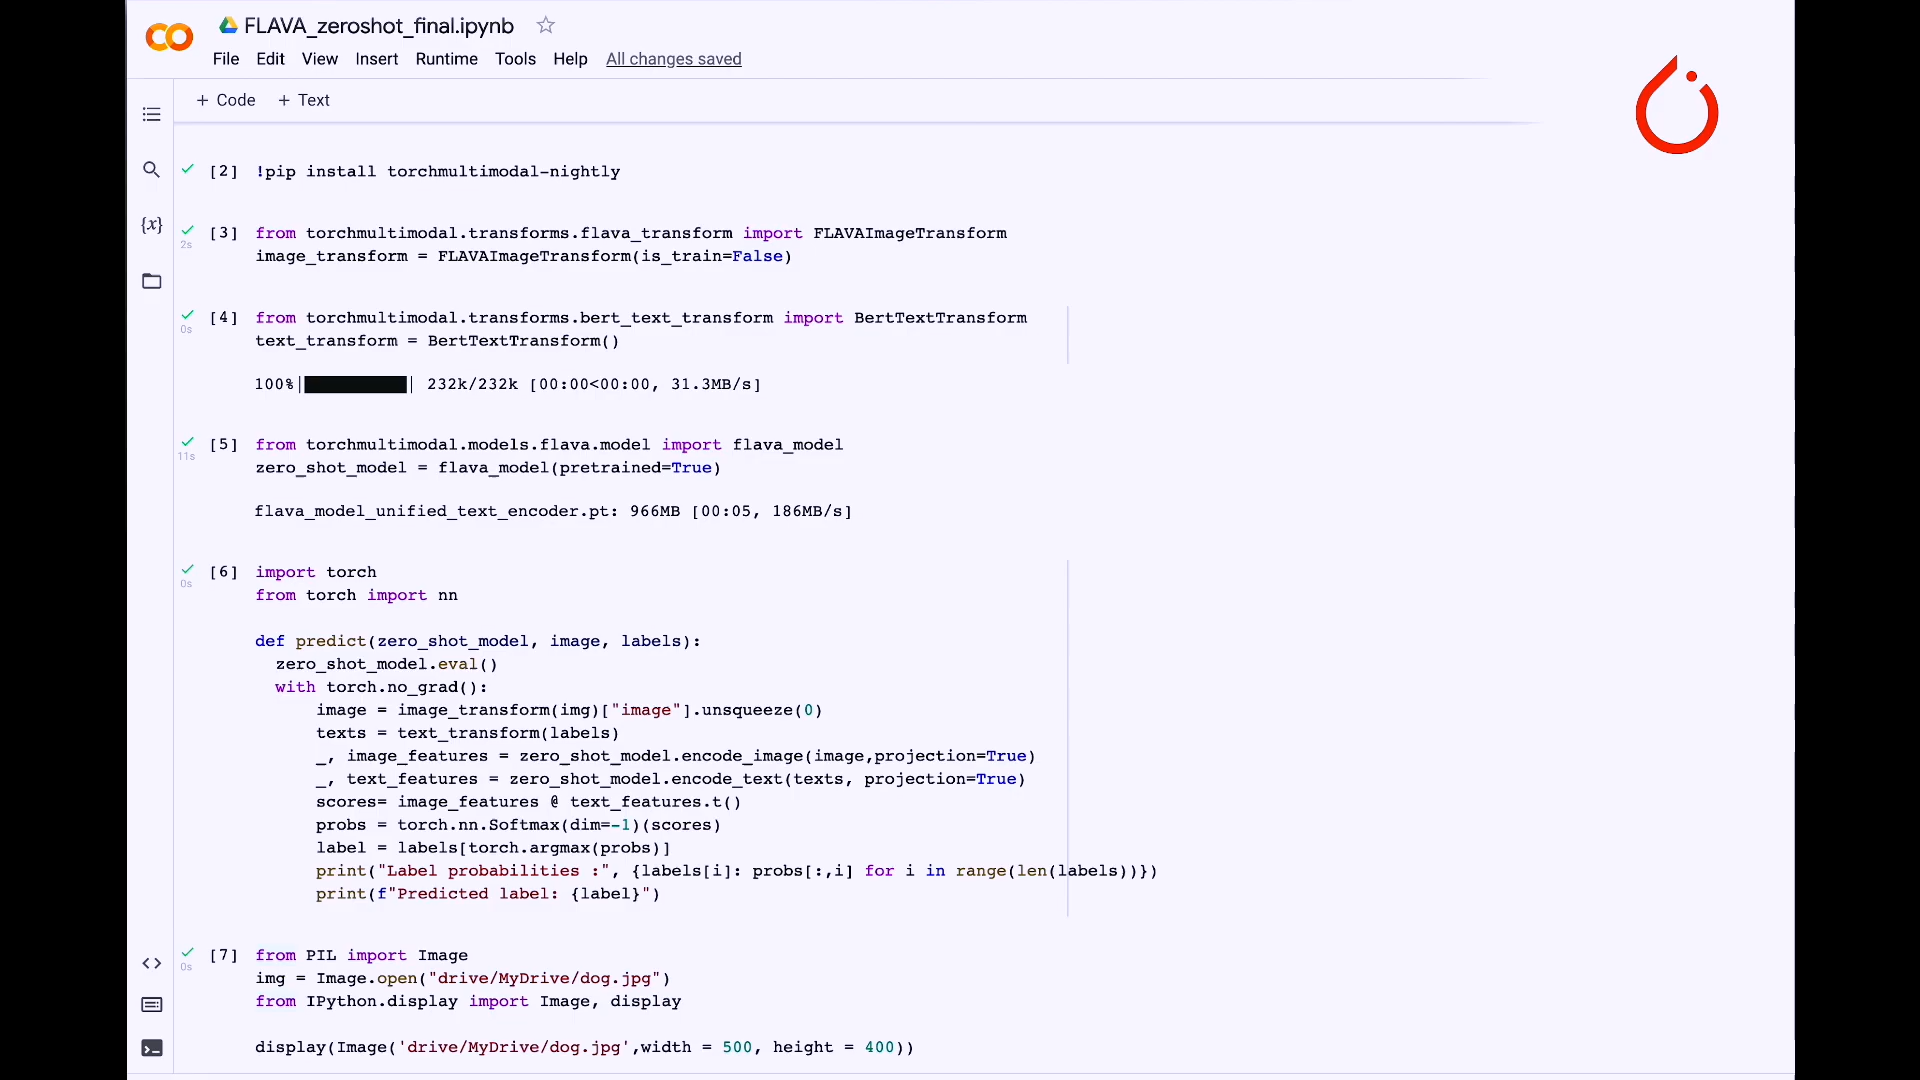 FLAVA_zeroshot_final.ipynb
File Edit View Insert Runtime Tools Help All changes saved
+ Code + Text
[2] !pip install torchmultimodal-nightly
[3] from torchmultimodal.transforms.flava_transform import FLAVAImageTransform
2s
image_transform = FLAVAImageTransform(is_train=False)
[4] from torchmultimodal.transforms.bert_text_transform import BertTextTransform
0s
text_transform = BertTextTransform()
100%| | 232k/232k [00:00<00:00, 31.3MB/s]
[5] from torchmultimodal.models.flava.model import flava_model
11s
zero_shot_model = flava_model(pretrained=True)
flava_model_unified_text_encoder.pt: 966MB [00:05, 186MB/s]
[6] import torch
0s
from torch import nn
def predict(zero_shot_model, image, labels):
zero_shot_model.eval()
with torch.no_grad():
image = image_transform(img)["image"].unsqueeze(0)
texts = text_transform(labels)
_, image_features = zero_shot_model.encode_image(image,projection=True)
_, text_features = zero_shot_model.encode_text(texts, projection=True)
scores= image_features @ text_features.t()
probs = torch.nn.Softmax(dim=-1)(scores)
label = labels[torch.argmax(probs)]
print("Label probabilities :", {labels[i]: probs[:,i] for i in range(len(labels))})
print(f"Predicted label: {label}")
[7] from PIL import Image
0s
img = Image.open("drive/MyDrive/dog.jpg")
from IPython.display import Image, display
display(Image('drive/MyDrive/dog.jpg',width = 500, height = 400))